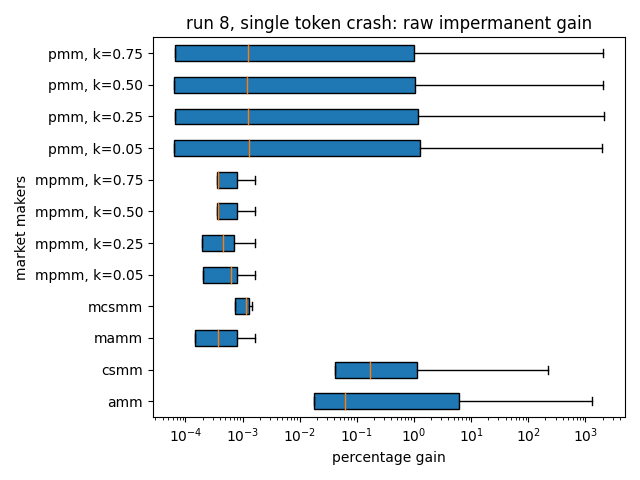 run 8, single token crash: raw impermanent gain
market makers
pmm, k=0.75
pmm, k=0.50
pmm, k=0.25
pmm, k=0.05
mpmm, k=0.75
mpmm, k=0.50
mpmm, k=0.25
mpmm, k=0.05
mcsmm
mamm
csmm
amm
10⁻⁴ 10⁻³ 10⁻² 10⁻¹ 10⁰ 10¹ 10² 10³
percentage gain